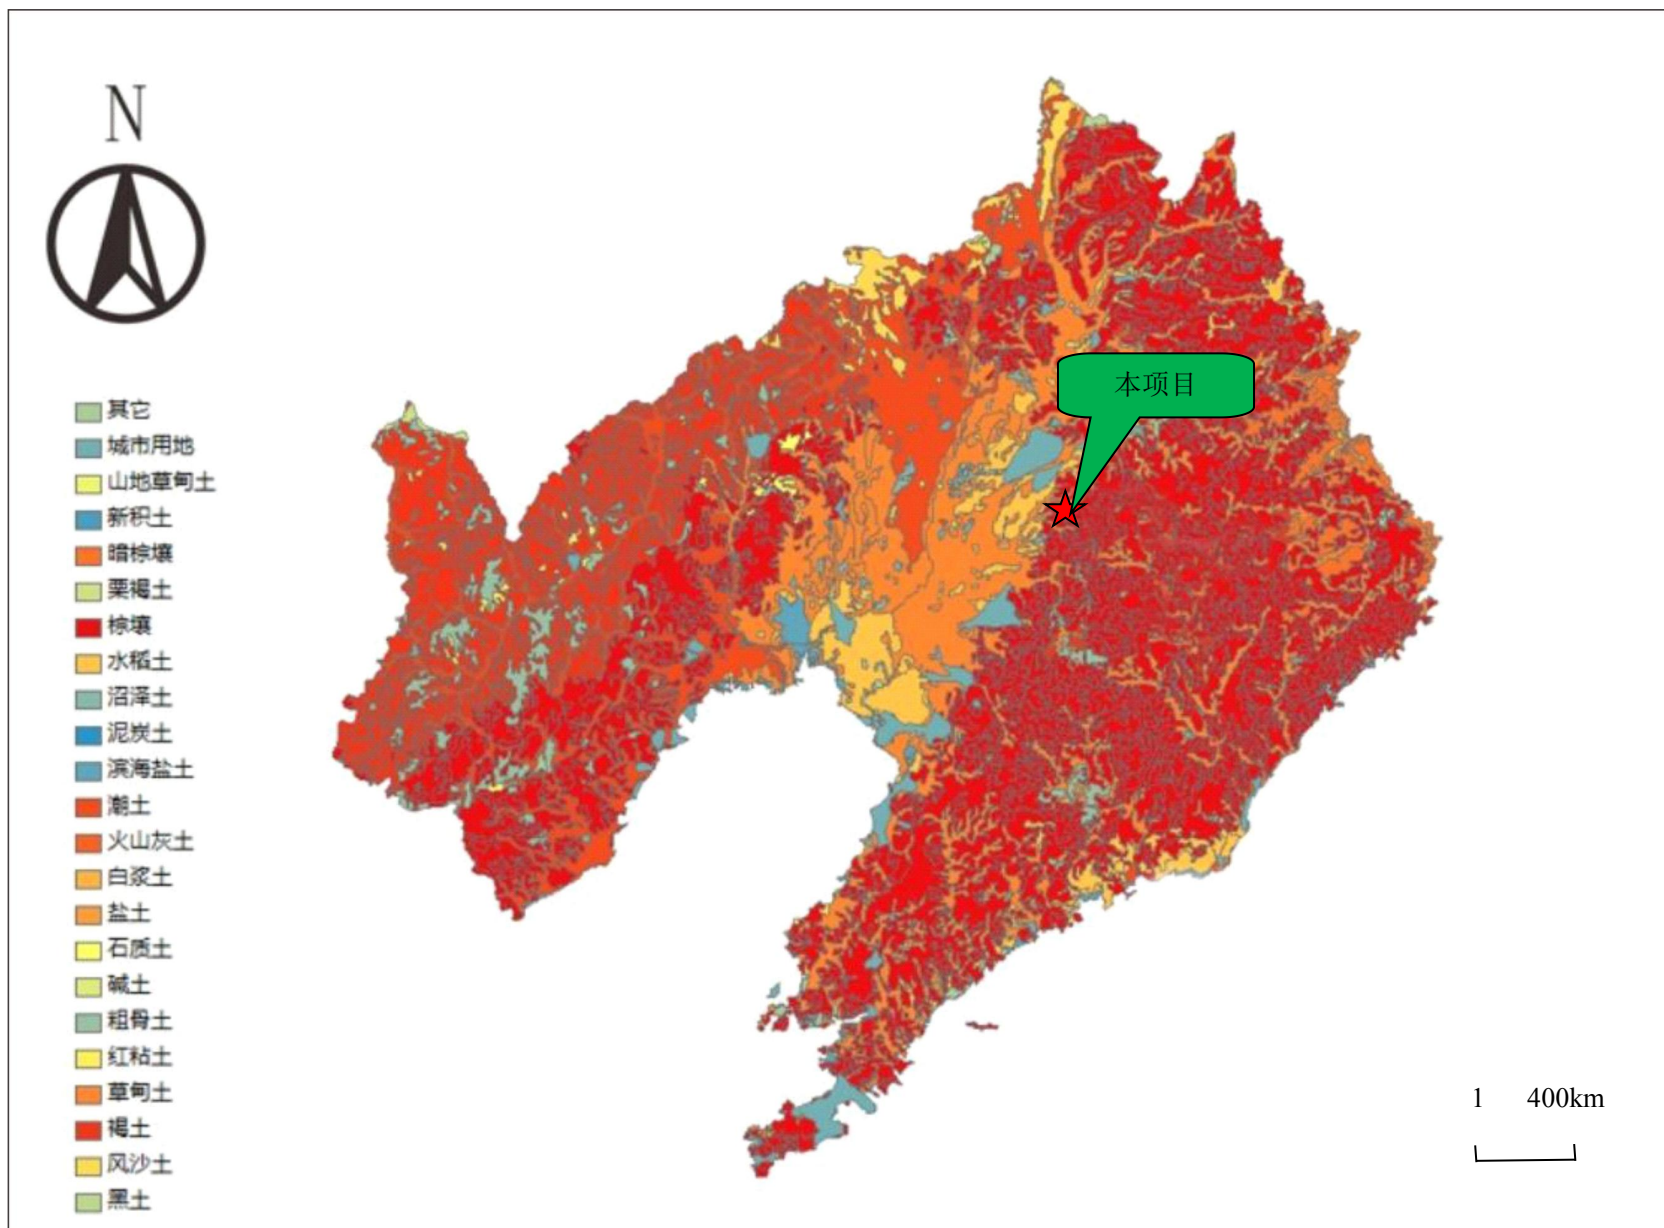 N
本项目
其它
城市用地
山地草甸土
新积土
暗棕壤
栗褐土
棕壤
水稻土
沼泽土
泥炭土
滨海盐土
潮土
火山灰土
白浆土
盐土
石质土
碱土
粗骨土
红粘土
草甸土
褐土
风沙土
黑土
1 400km